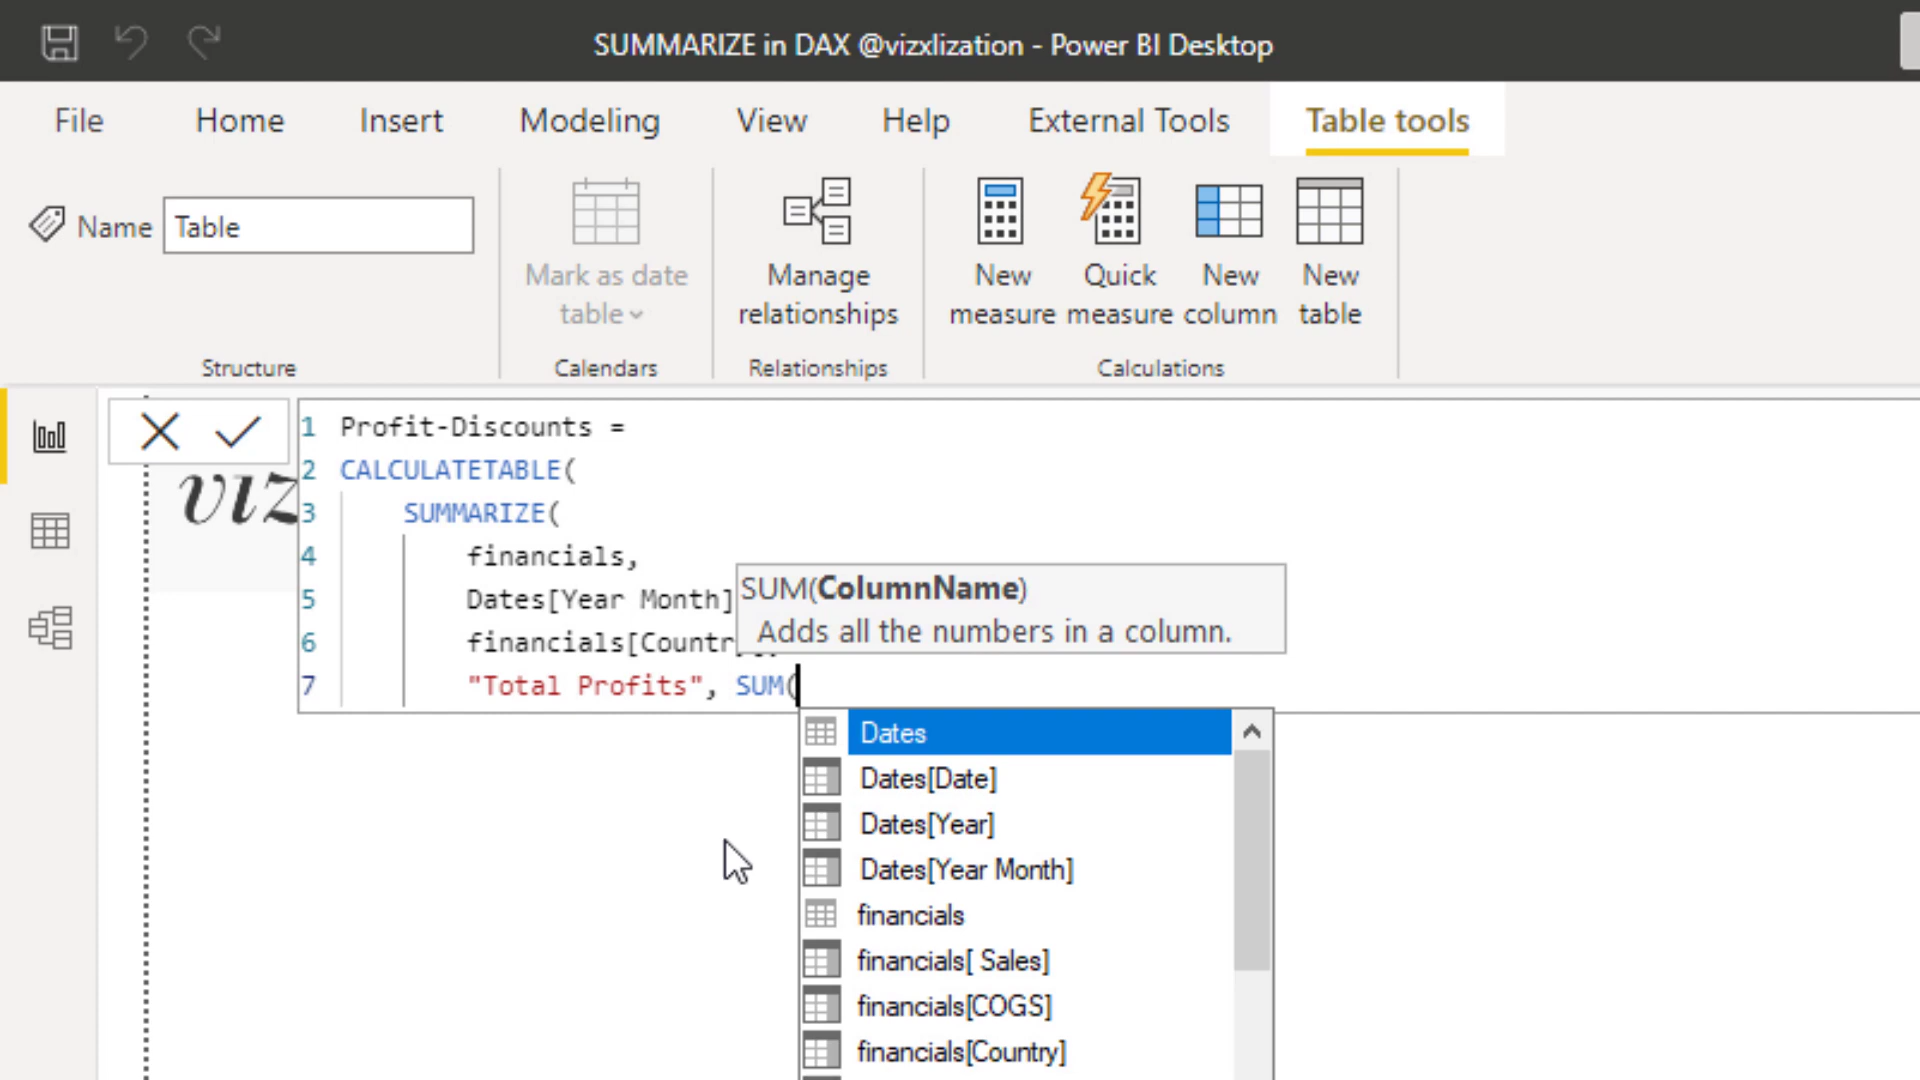 SUMMARIZE in DAX @vizxlization - Power BI Desktop
File Home Insert Modeling View Help External Tools Table tools
Name Table
Mark as date table
Manage relationships
New measure
Quick measure
New column
New table
Structure Calendars Relationships Calculations
viz
1 Profit-Discounts =
2 CALCULATETABLE(
3 SUMMARIZE(
4 financials,
5 Dates[Year Month]
6 financials[Countr
7 "Total Profits", SUM(
SUM(ColumnName)
Adds all the numbers in a column.
Dates
Dates[Date]
Dates[Year]
Dates[Year Month]
financials
financials[ Sales]
financials[COGS]
financials[Country]